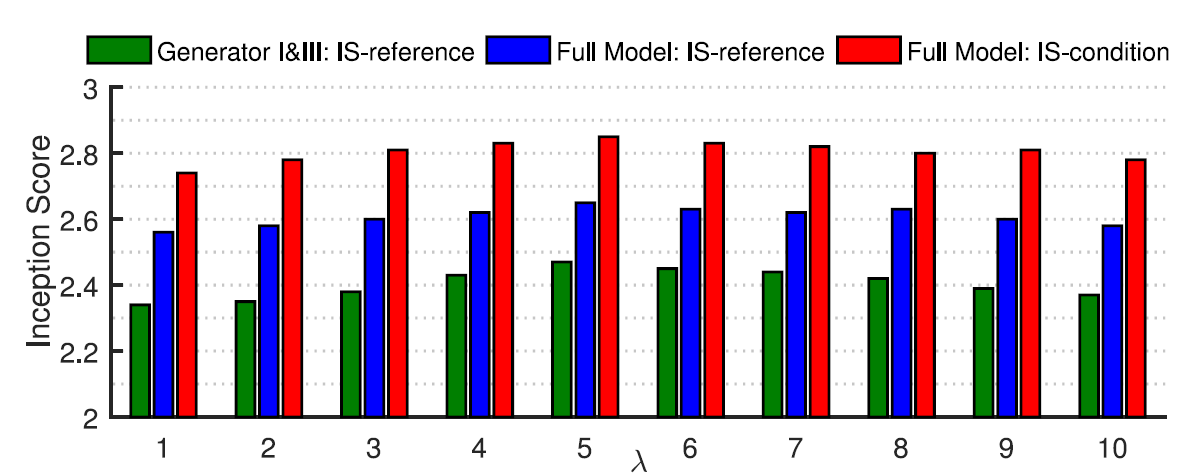 Generator I&III: IS-reference Full Model: IS-reference Full Model: IS-condition
Inception Score
3
2.8
2.6
2.4
2.2
2
1 2 3 4 5 6 7 8 9 10
λ